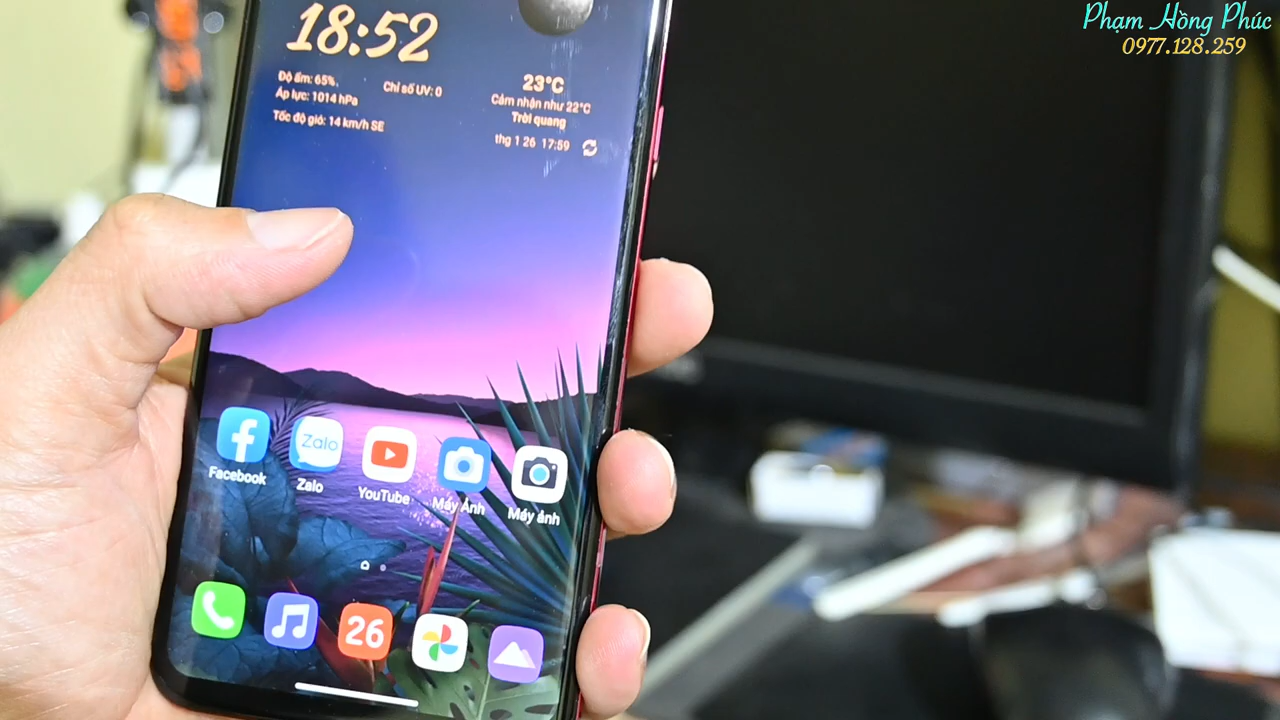 Phạm Hồng Phúc
0977.128.259
18:52
Độ ẩm: 65%
Chỉ số UV: 0
Áp lực: 1014 hPa
Tốc độ gió: 14 km/h SE
23°C
Cảm nhận như 22°C
Trời quang
thg 1 26 17:59
Facebook
Zalo
Zalo
YouTube
Máy Ảnh
Máy ảnh
26